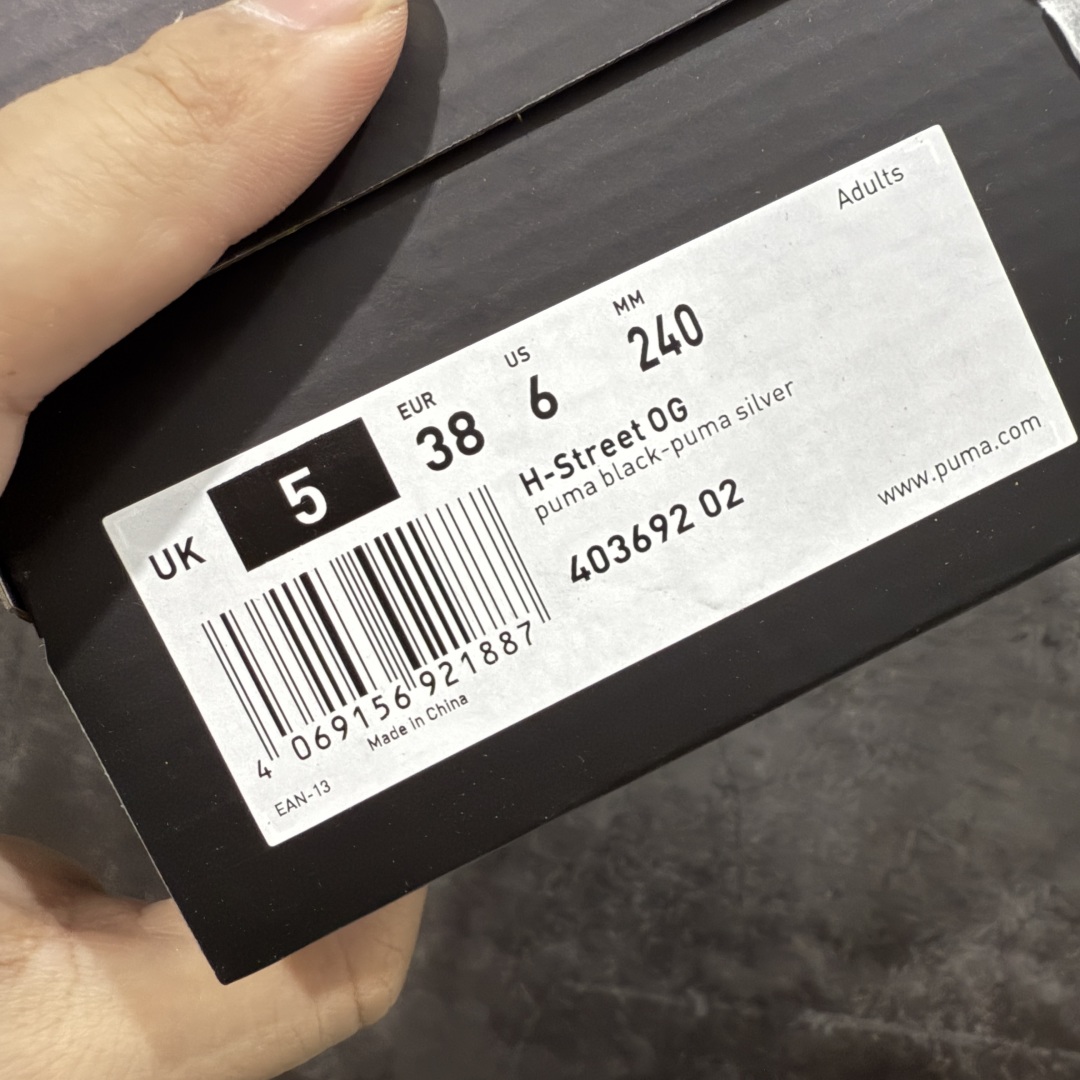 Adults
UK 5
EUR 38
US 6
MM 240
H-Street OG
puma black-puma silver
403692 02
www.puma.com
4 069156 921887
Made in China
EAN-13